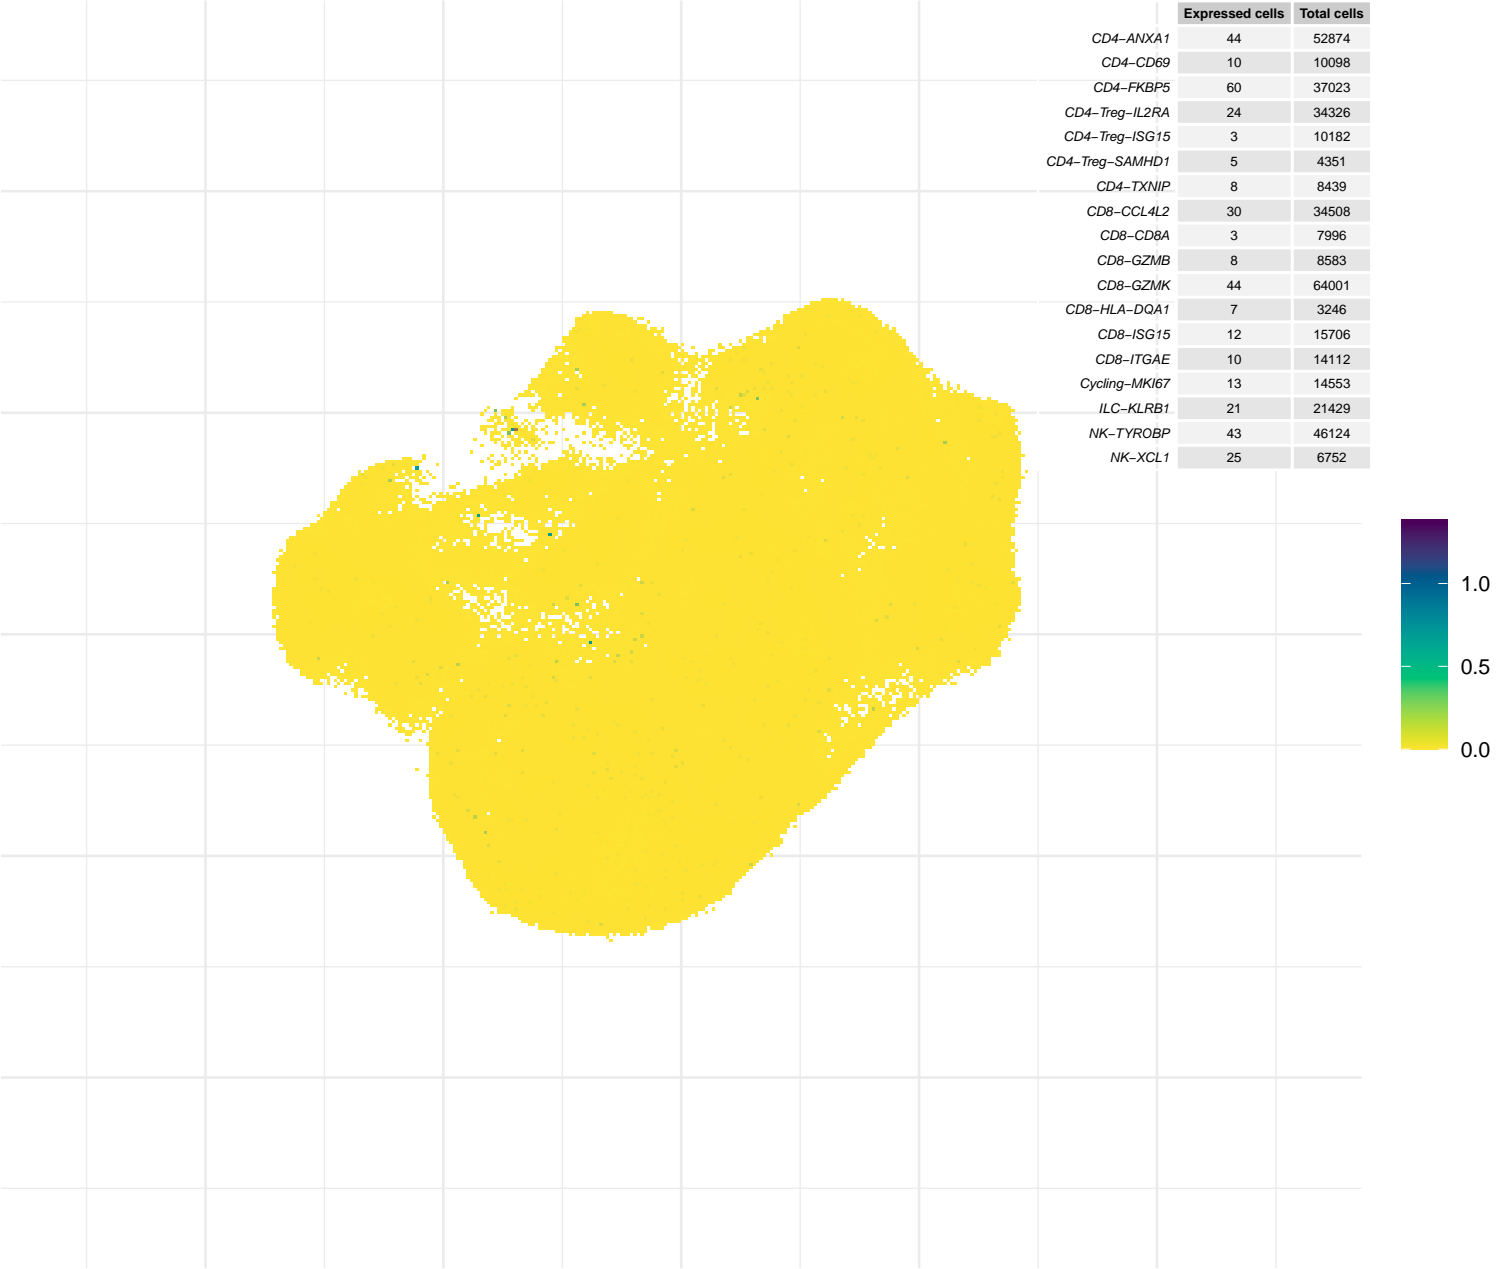 Expressed cells Total cells
CD4−ANXA1 44 52874
CD4−CD69 10 10098
CD4−FKBP5 60 37023
CD4−Treg−IL2RA 24 34326
CD4−Treg−ISG15 3 10182
CD4−Treg−SAMHD1 5 4351
CD4−TXNIP 8 8439
CD8−CCL4L2 30 34508
CD8−CD8A 3 7996
CD8−GZMB 8 8583
CD8−GZMK 44 64001
CD8−HLA−DQA1 7 3246
CD8−ISG15 12 15706
CD8−ITGAE 10 14112
Cycling−MKI67 13 14553
ILC−KLRB1 21 21429
NK−TYROBP 43 46124
NK−XCL1 25 6752
1.0
0.5
0.0